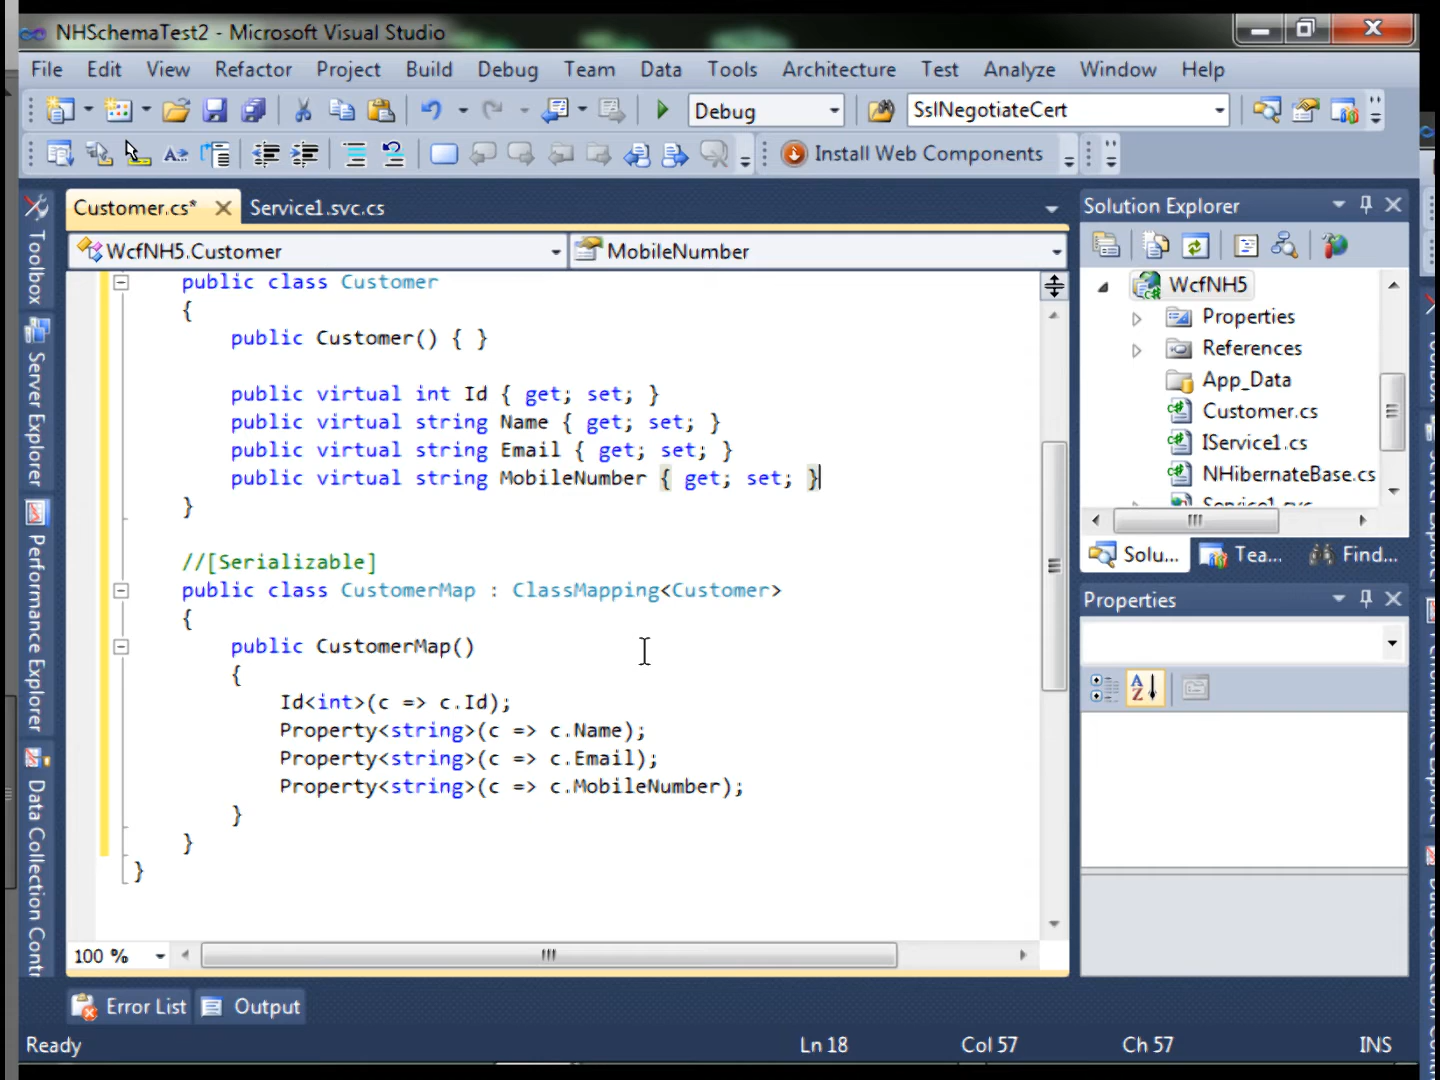 NHSchemaTest2 - Microsoft Visual Studio
File Edit View Refactor Project Build Debug Team Data Tools Architecture Test Analyze Window Help
Debug SslNegotiateCert
Install Web Components
Customer.cs* Service1.svc.cs
WcfNH5.Customer MobileNumber
public class Customer
{
public Customer() { }
public virtual int Id { get; set; }
public virtual string Name { get; set; }
public virtual string Email { get; set; }
public virtual string MobileNumber { get; set; }
}
//[Serializable]
public class CustomerMap : ClassMapping<Customer>
{
public CustomerMap()
{
Id<int>(c => c.Id);
Property<string>(c => c.Name);
Property<string>(c => c.Email);
Property<string>(c => c.MobileNumber);
}
}
}
100 %
Toolbox
Server Explorer
Performance Explorer
Data Collection Cont
Solution Explorer
WcfNH5
Properties
References
App_Data
Customer.cs
IService1.cs
NHibernateBase.cs
Service1.svc
Solu... Tea... Find...
Properties
Error List Output
Ready Ln 18 Col 57 Ch 57 INS